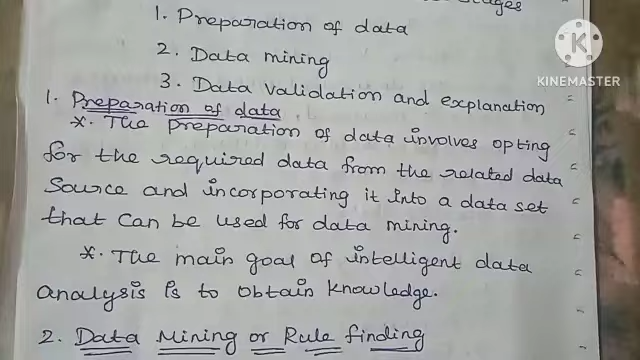 stages
1. Preparation of data
2. Data mining
3. Data validation and explanation
KINEMASTER
1. Preparation of data
*. The preparation of data involves opting
for the required data from the related data
source and incorporating it into a data set
that can be used for data mining.
*. The main goal of intelligent data
analysis is to obtain knowledge.
2. Data Mining or Rule finding